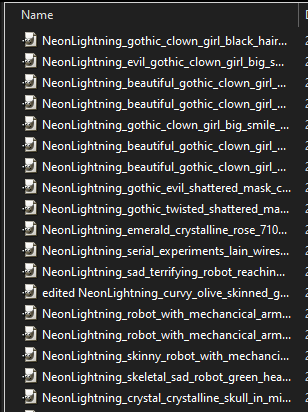 Name
NeonLightning_gothic_clown_girl_black_hair...
NeonLightning_evil_gothic_clown_girl_big_s...
NeonLightning_beautiful_gothic_clown_girl_...
NeonLightning_beautiful_gothic_clown_girl_...
NeonLightning_gothic_clown_girl_big_smile_...
NeonLightning_beautiful_gothic_clown_girl_...
NeonLightning_beautiful_gothic_clown_girl_...
NeonLightning_gothic_evil_shattered_mask_c...
NeonLightning_gothic_twisted_shattered_ma...
NeonLightning_emerald_crystalline_rose_710...
NeonLightning_serial_experiments_lain_wires...
NeonLightning_sad_terrifying_robot_reachin...
edited NeonLightning_curvy_olive_skinned_g...
NeonLightning_robot_with_mechancical_arm...
NeonLightning_robot_with_mechancical_arm...
NeonLightning_skinny_robot_with_mechanci...
NeonLightning_skeletal_sad_robot_green_hea...
NeonLightning_crystal_crystalline_skull_in_mi...